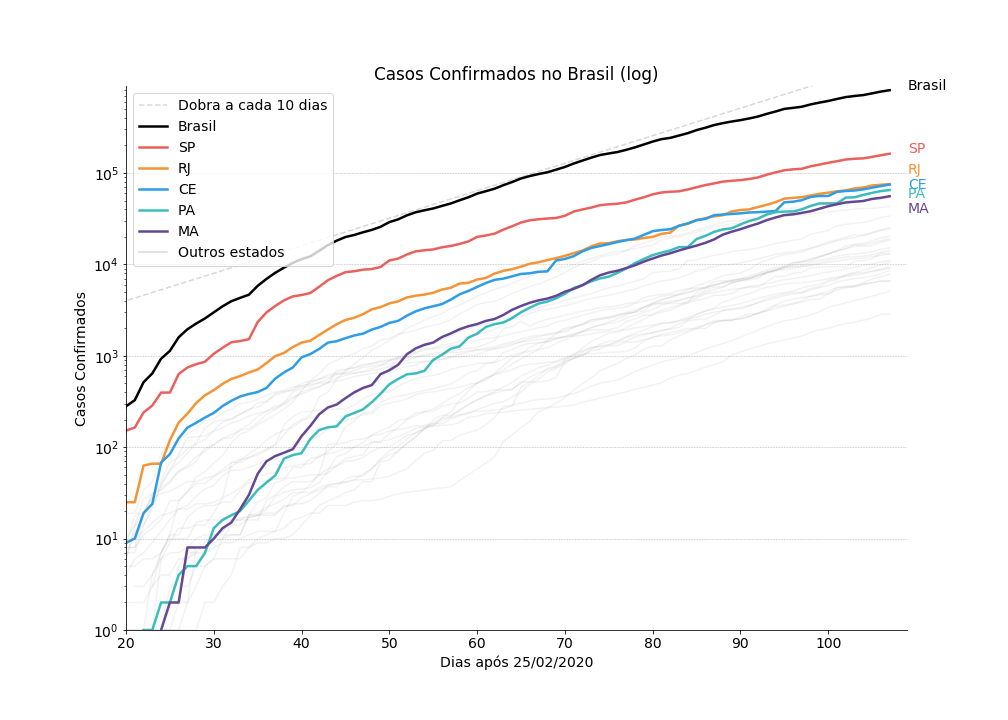 Casos Confirmados no Brasil (log)
Dobra a cada 10 dias
Brasil
SP
RJ
CE
PA
MA
Outros estados
Brasil
SP
RJ
CE
PA
MA
10^5
10^4
10^3
10^2
10^1
10^0
Casos Confirmados
20 30 40 50 60 70 80 90 100
Dias após 25/02/2020